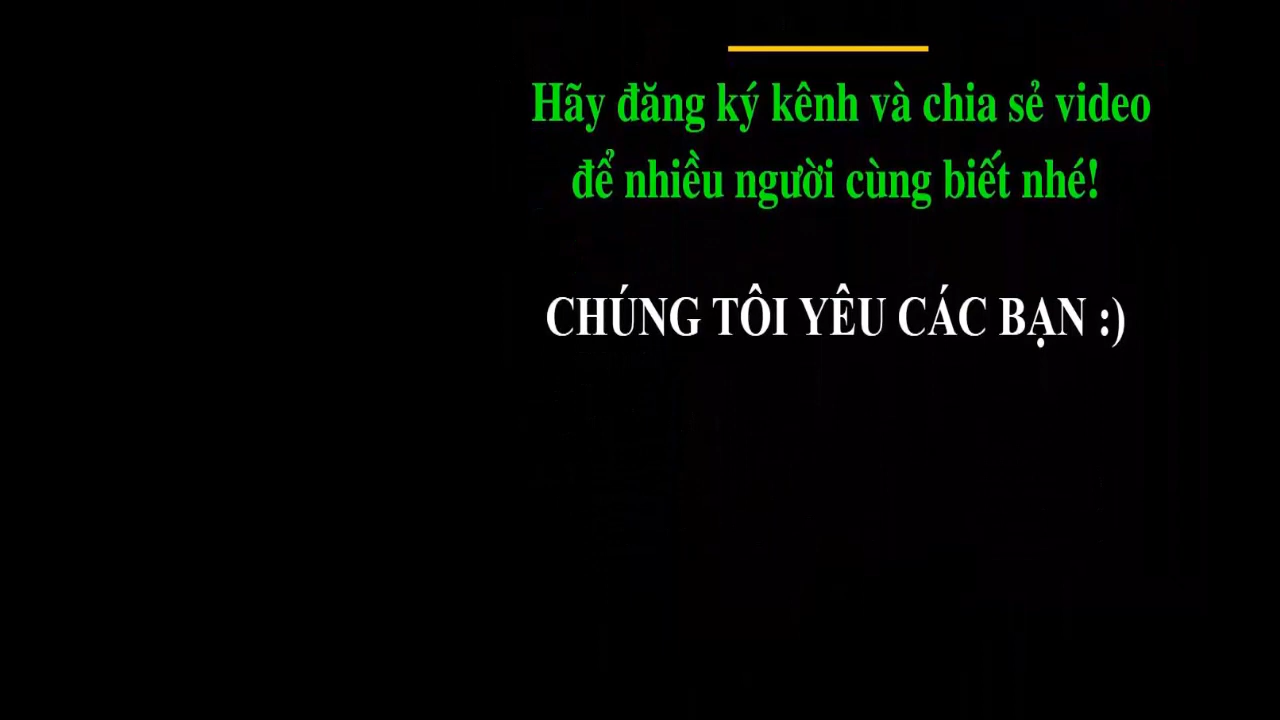 Hãy đăng ký kênh và chia sẻ video
để nhiều người cùng biết nhé!
CHÚNG TÔI YÊU CÁC BẠN :)